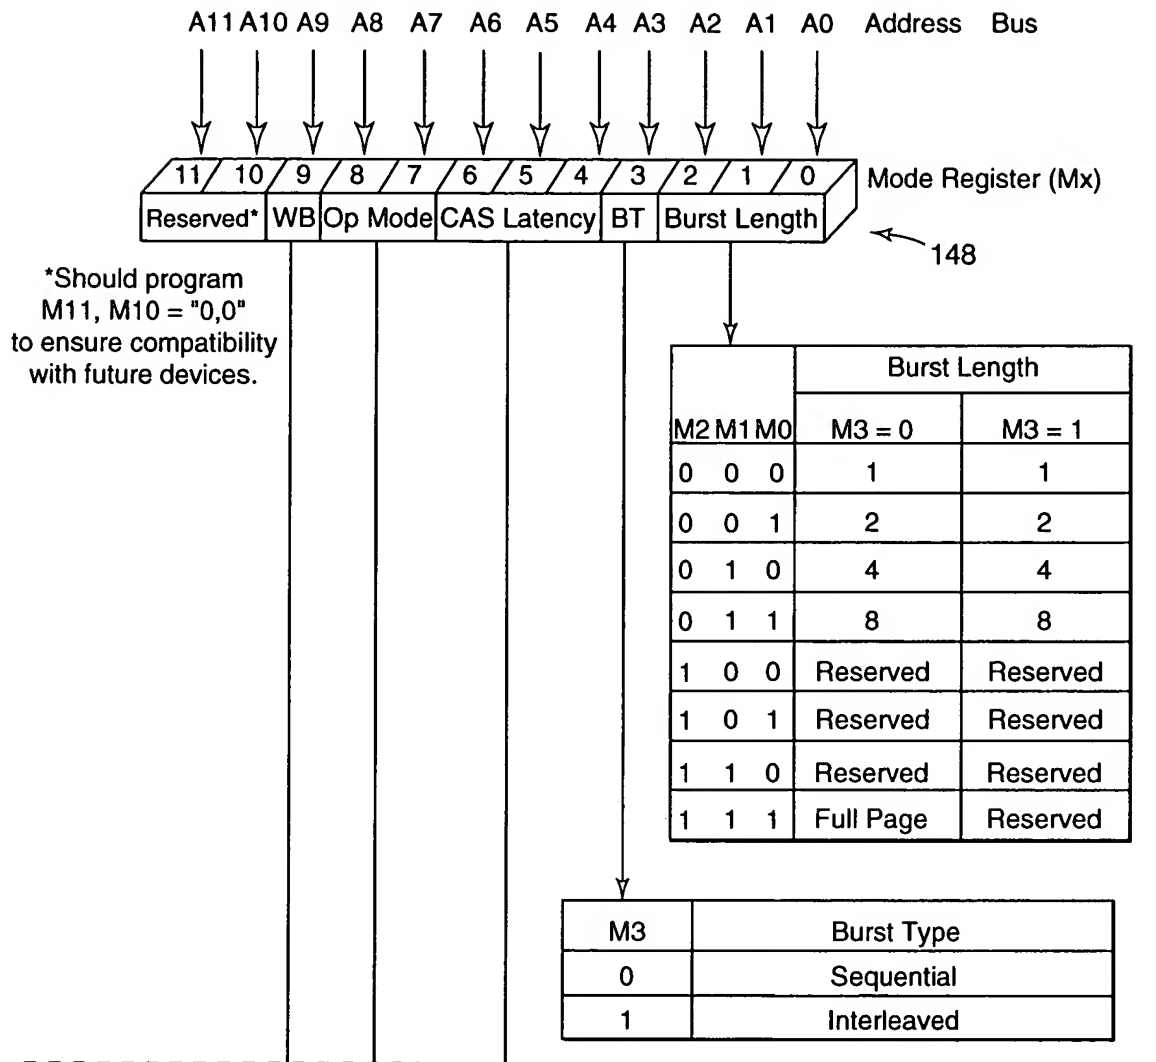 A11 A10 A9 A8 A7 A6 A5 A4 A3 A2 A1 A0 Address Bus
11 10 9 8 7 6 5 4 3 2 1 0 Mode Register (Mx)
Reserved* WB Op Mode CAS Latency BT Burst Length
148
*Should program
M11, M10 = "0,0"
to ensure compatibility
with future devices.
Burst Length
M2 M1 M0 M3 = 0 M3 = 1
0 0 0 1 1
0 0 1 2 2
0 1 0 4 4
0 1 1 8 8
1 0 0 Reserved Reserved
1 0 1 Reserved Reserved
1 1 0 Reserved Reserved
1 1 1 Full Page Reserved
M3 Burst Type
0 Sequential
1 Interleaved